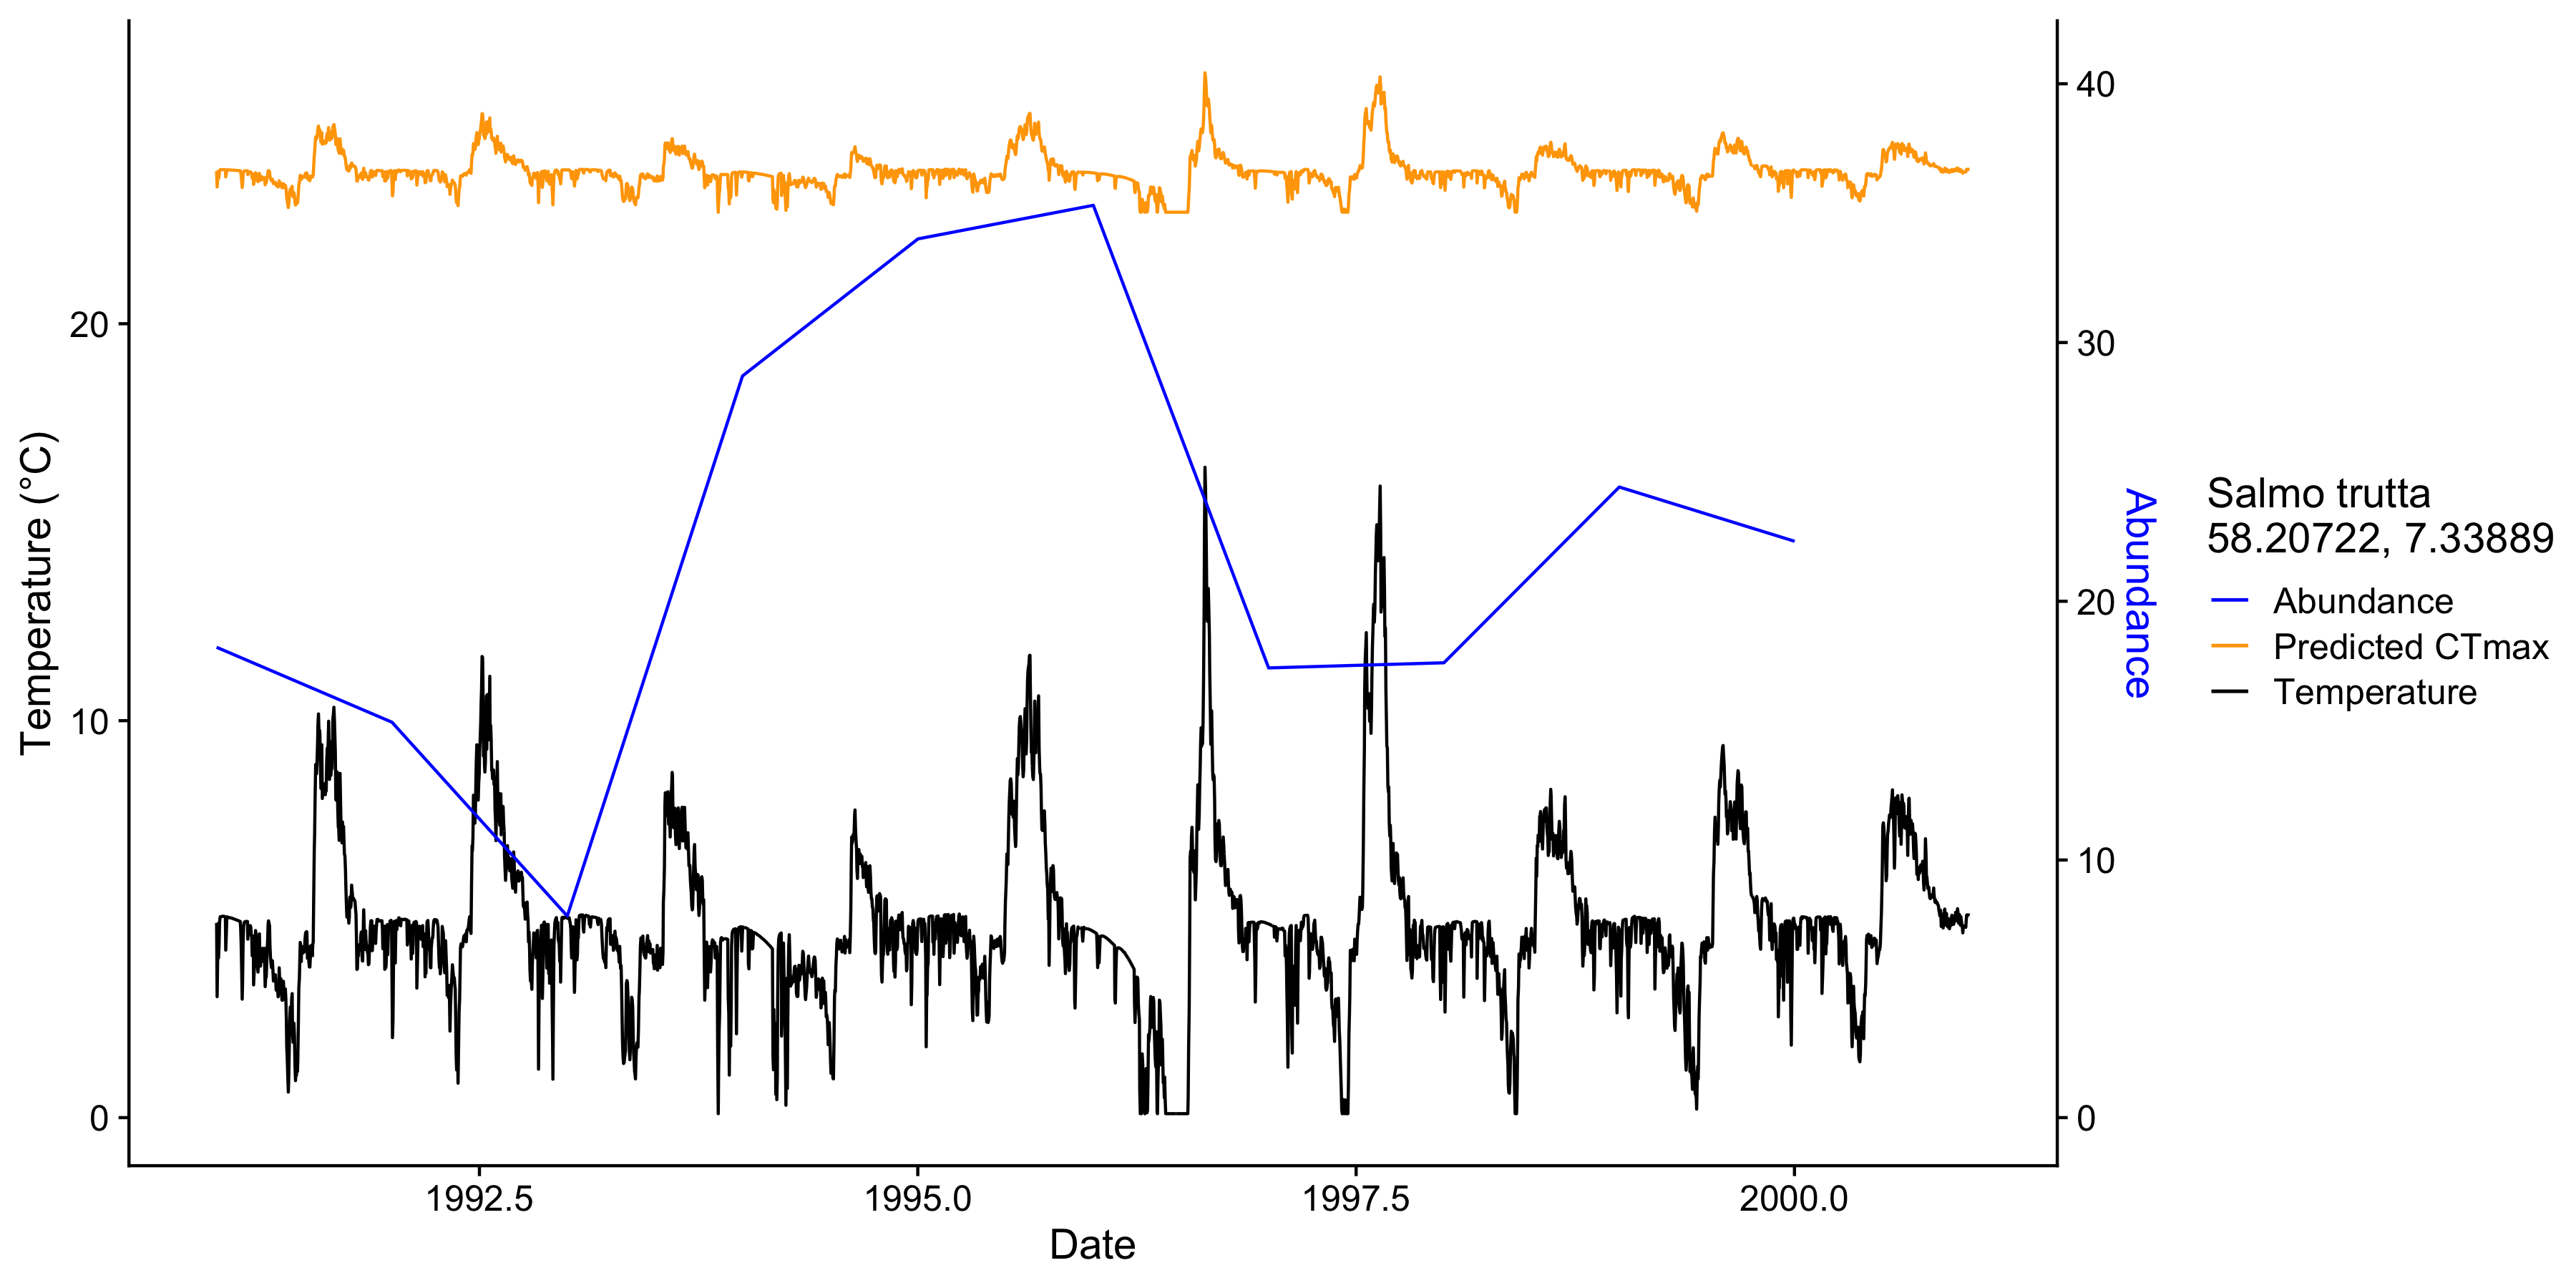 Temperature (°C)
20
10
0
40
30
20
10
0
Abundance
1992.5
1995.0
1997.5
2000.0
Date
Salmo trutta
58.20722, 7.33889
Abundance
Predicted CTmax
Temperature